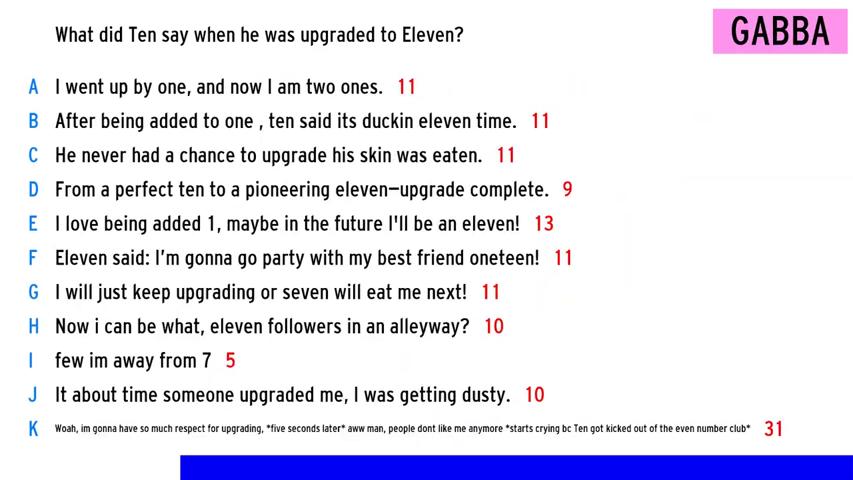 What did Ten say when he was upgraded to Eleven?
GABBA
A I went up by one, and now I am two ones. 11
B After being added to one , ten said its duckin eleven time. 11
C He never had a chance to upgrade his skin was eaten. 11
D From a perfect ten to a pioneering eleven—upgrade complete. 9
E I love being added 1, maybe in the future I'll be an eleven! 13
F Eleven said: I'm gonna go party with my best friend oneteen! 11
G I will just keep upgrading or seven will eat me next! 11
H Now i can be what, eleven followers in an alleyway? 10
I few im away from 7 5
J It about time someone upgraded me, I was getting dusty. 10
K Woah, im gonna have so much respect for upgrading, *five seconds later* aww man, people dont like me anymore *starts crying bc Ten got kicked out of the even number club* 31